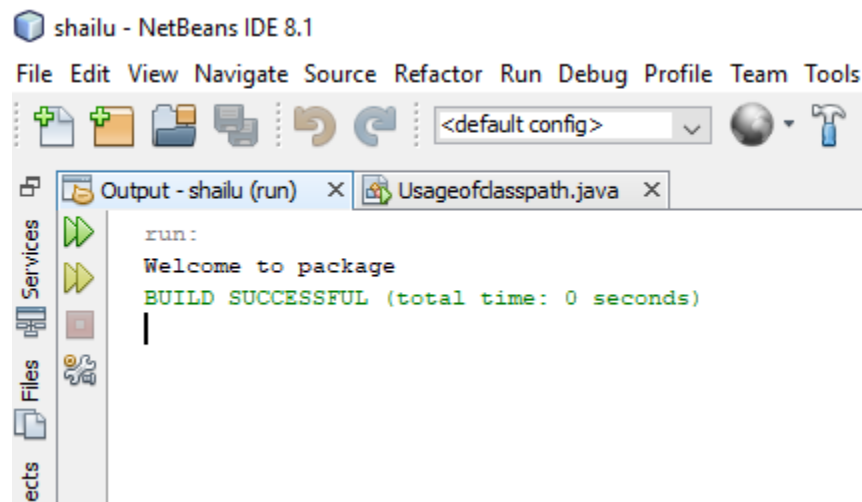 shailu - NetBeans IDE 8.1
File Edit View Navigate Source Refactor Run Debug Profile Team Tools
<default config>
Output - shailu (run)
Usageofclasspath.java
run:
Welcome to package
BUILD SUCCESSFUL (total time: 0 seconds)
Services
Files